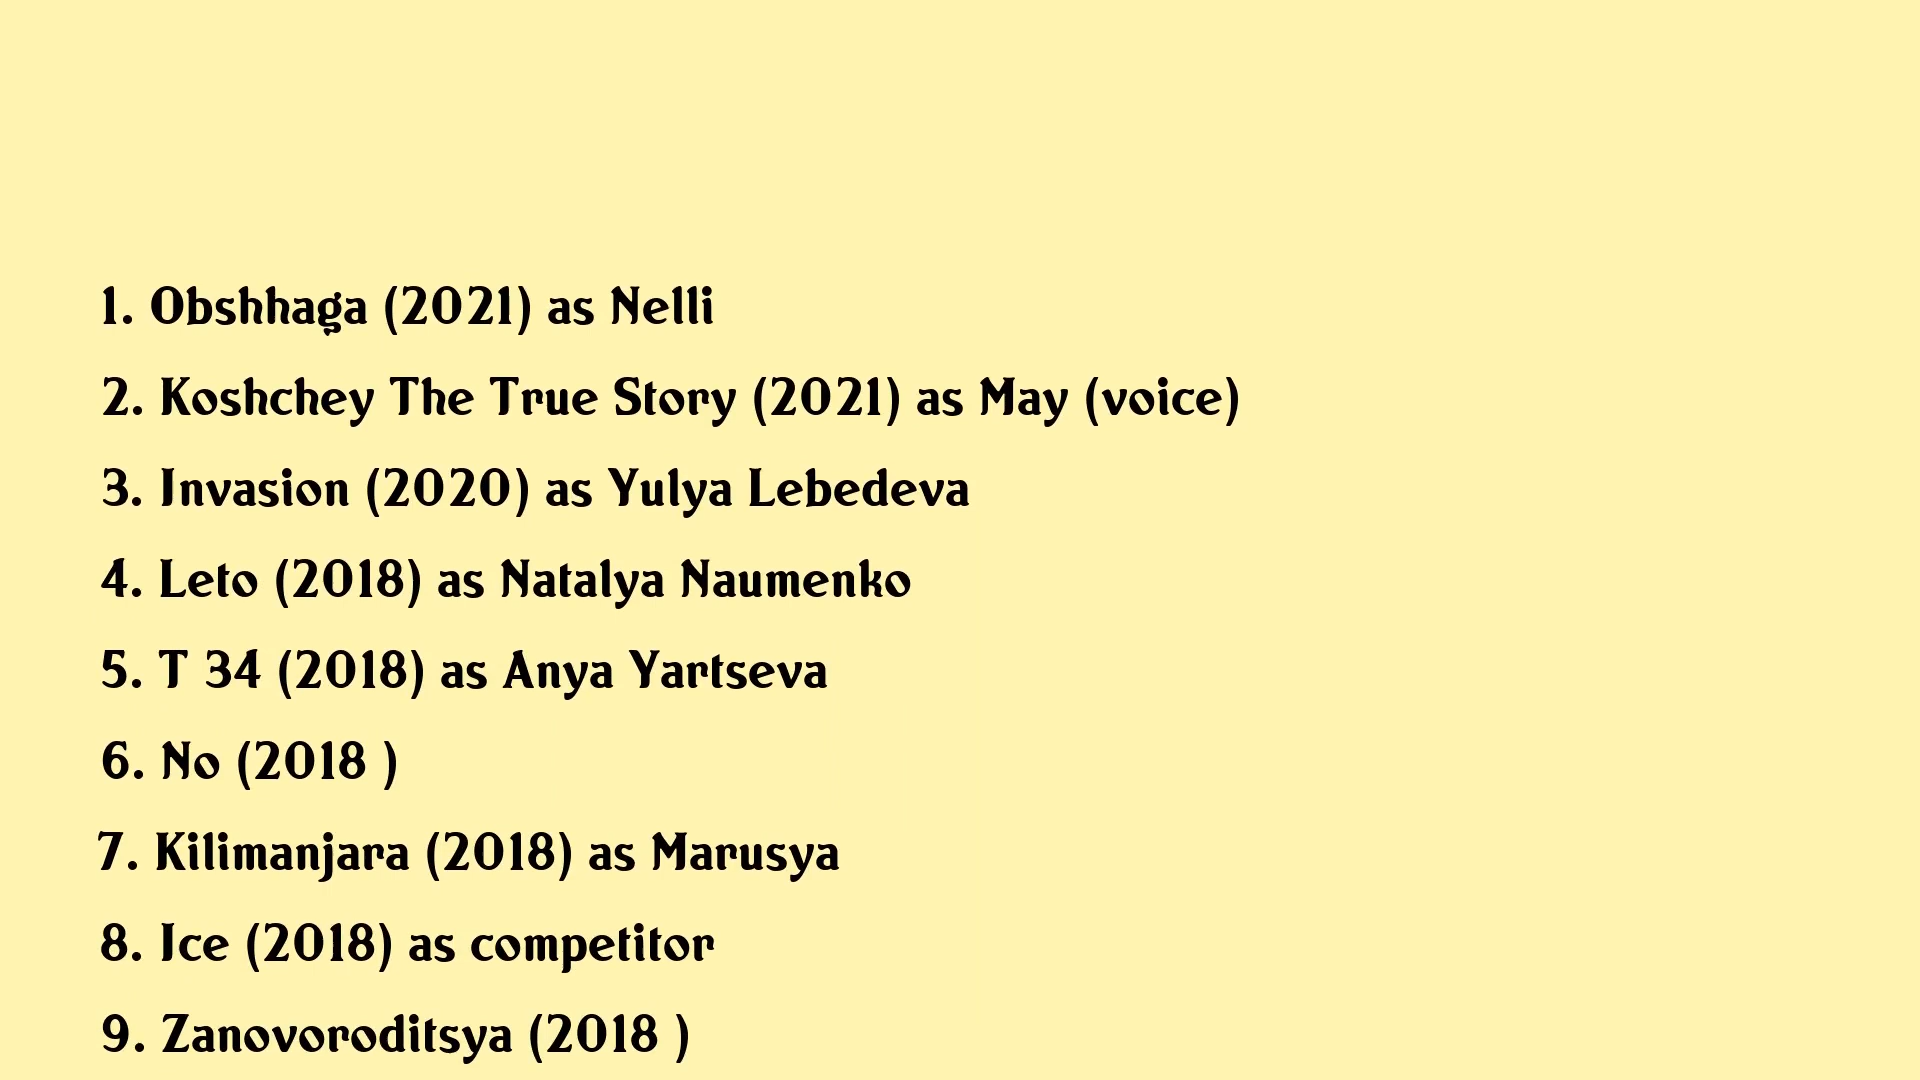 1. Obshhaga (2021) as Nelli
2. Koshchey The True Story (2021) as May (voice)
3. Invasion (2020) as Yulya Lebedeva
4. Leto (2018) as Natalya Naumenko
5. T 34 (2018) as Anya Yartseva
6. No (2018 )
7. Kilimanjara (2018) as Marusya
8. Ice (2018) as competitor
9. Zanovoroditsya (2018 )